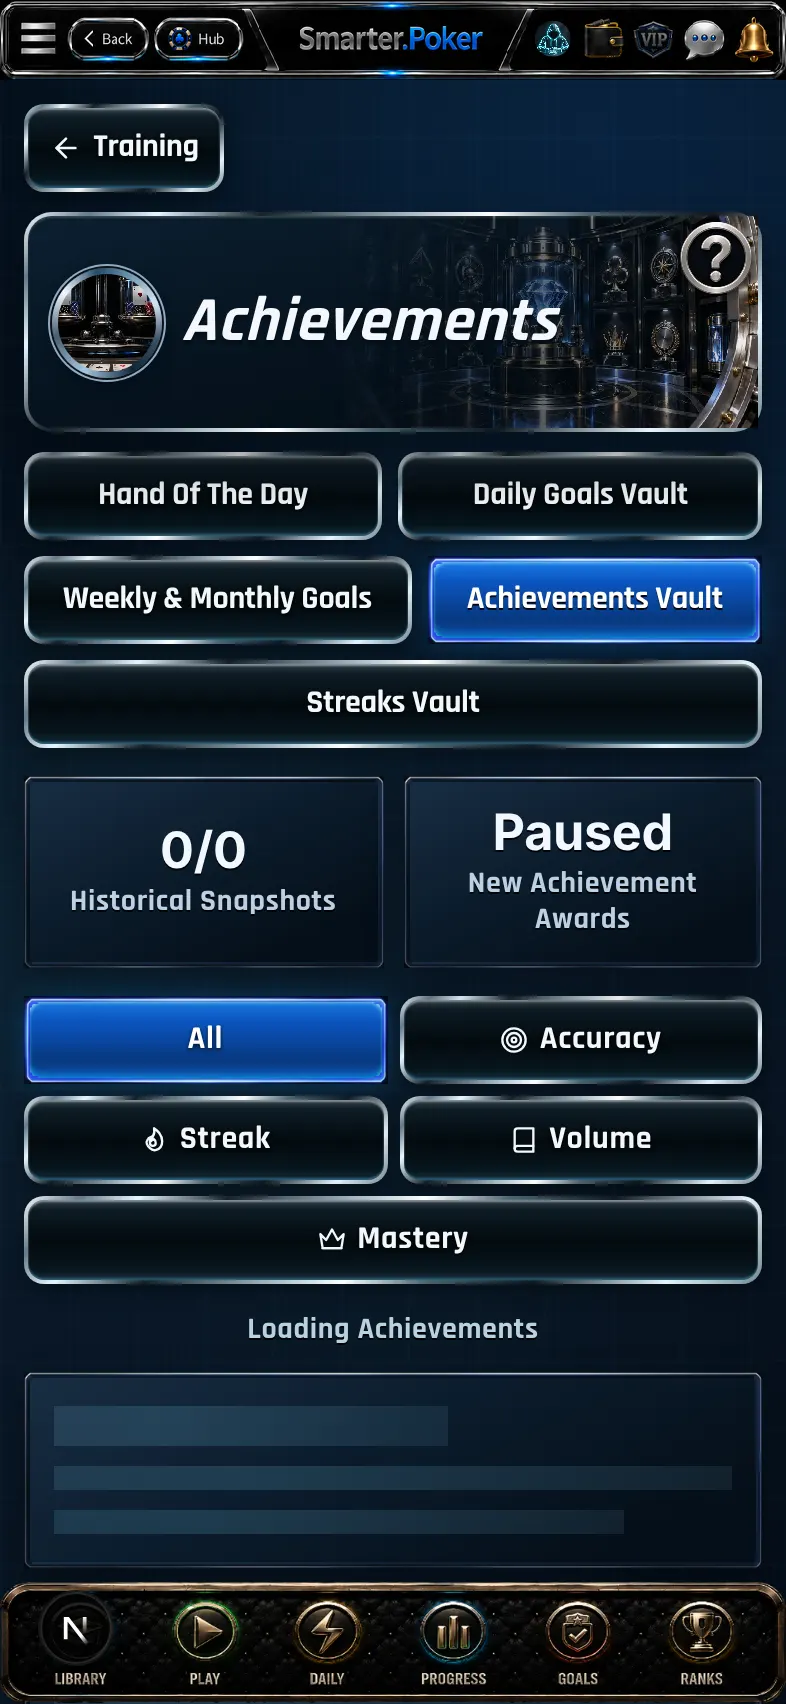 Back
Hub
Smarter.Poker
VIP
Training
Achievements
Hand Of The Day
Daily Goals Vault
Weekly & Monthly Goals
Achievements Vault
Streaks Vault
0/0
Historical Snapshots
Paused
New Achievement
Awards
All
Accuracy
Streak
Volume
Mastery
Loading Achievements
N
LIBRARY
PLAY
DAILY
PROGRESS
GOALS
RANKS